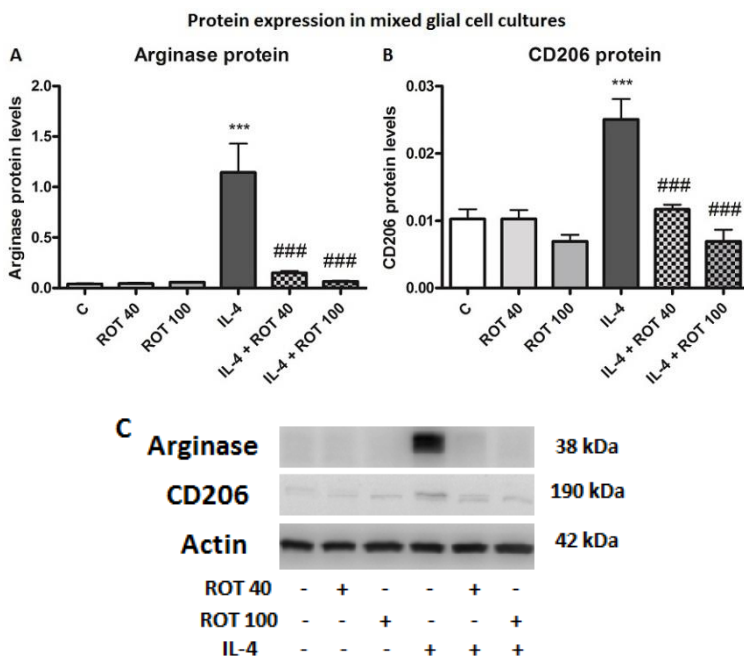 Protein expression in mixed glial cell cultures
A
Arginase protein
Arginase protein levels
2.0
1.5
1.0
0.5
0.0
***
###
###
C
ROT 40
ROT 100
IL-4
IL-4 + ROT 40
IL-4 + ROT 100
B
CD206 protein
CD206 protein levels
0.03
0.02
0.01
0.00
***
###
###
C
ROT 40
ROT 100
IL-4
IL-4 + ROT 40
IL-4 + ROT 100
C
Arginase 38 kDa
CD206 190 kDa
Actin 42 kDa
ROT 40 - + - - + -
ROT 100 - - + - - +
IL-4 - - - + + +